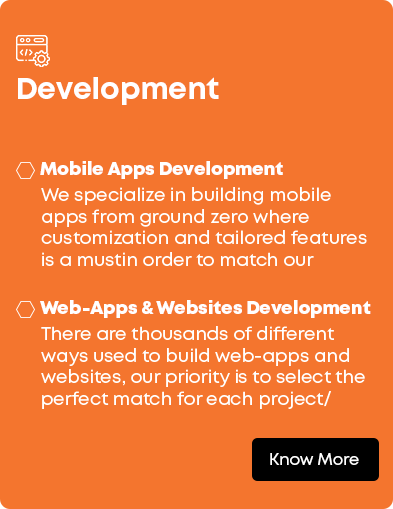 Development
Mobile Apps Development
We specialize in building mobile
apps from ground zero where
customization and tailored features
is a mustin order to match our
Web-Apps & Websites Development
There are thousands of different
ways used to build web-apps and
websites, our priority is to select the
perfect match for each project/
Know More